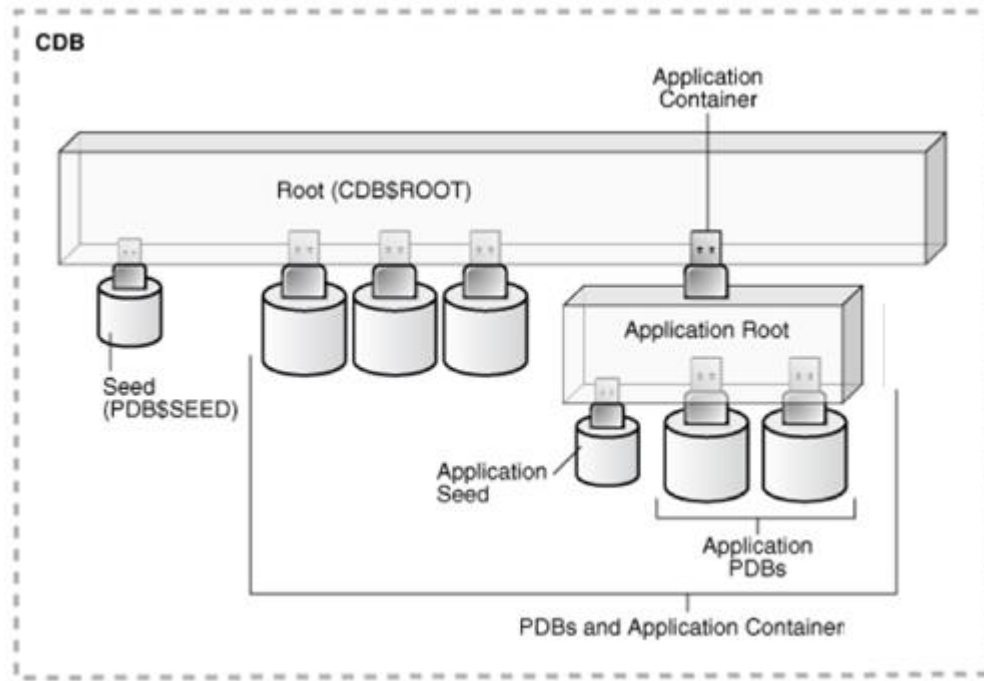 CDB
Application
Container
Root (CDB$ROOT)
Application Root
Seed
(PDB$SEED)
Application
Seed
Application
PDBs
PDBs and Application Container